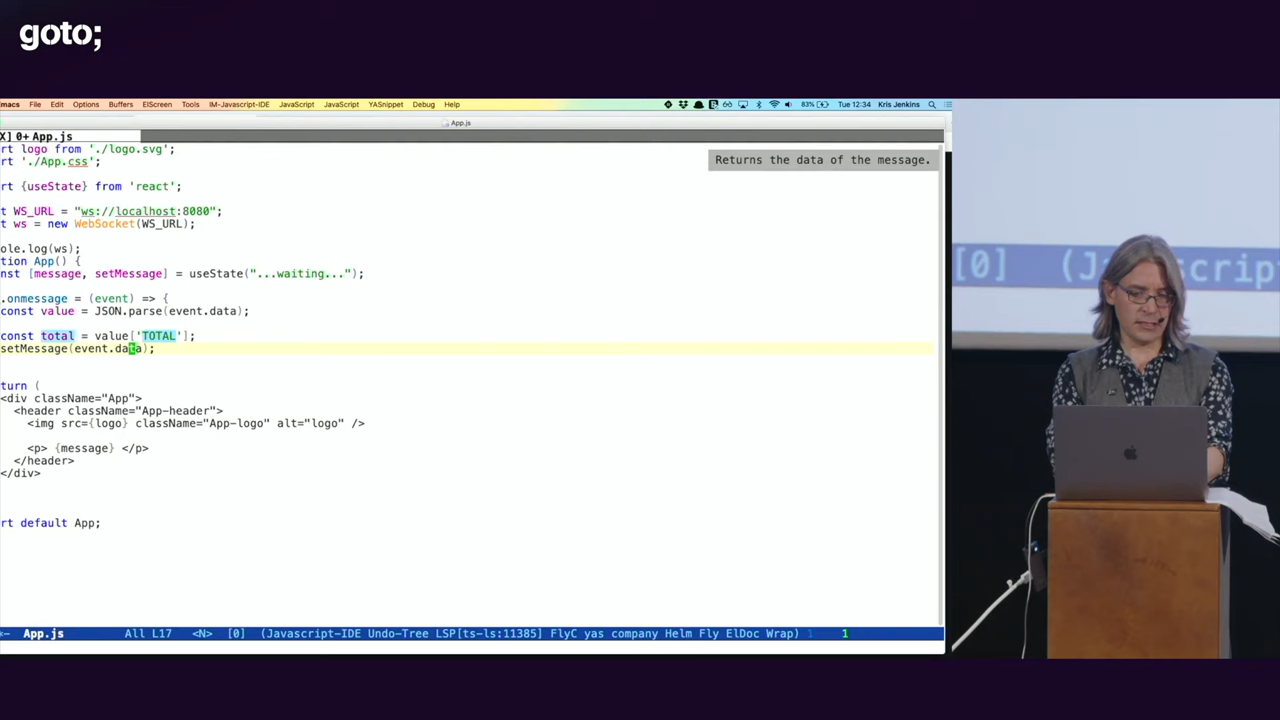 goto;
macs File Edit Options Buffers ElScreen Tools IM-Javascript-IDE JavaScript JavaScript YASnippet Debug Help 83% Tue 12:34 Kris Jenkins
App.js
X] 0+ App.js
rt logo from './logo.svg';
rt './App.css';
Returns the data of the message.
rt {useState} from 'react';
t WS_URL = "ws://localhost:8080";
t ws = new WebSocket(WS_URL);
ole.log(ws);
tion App() {
nst [message, setMessage] = useState("...waiting...");
.onmessage = (event) => {
const value = JSON.parse(event.data);
const total = value['TOTAL'];
setMessage(event.data);
turn (
<div className="App">
<header className="App-header">
<img src={logo} className="App-logo" alt="logo" />
<p> {message} </p>
</header>
</div>
rt default App;
App.js All L17 <N> [0] (Javascript-IDE Undo-Tree LSP[ts-ls:11385] FlyC yas company Helm Fly ElDoc Wrap) 1 1
[0] (Javascrip